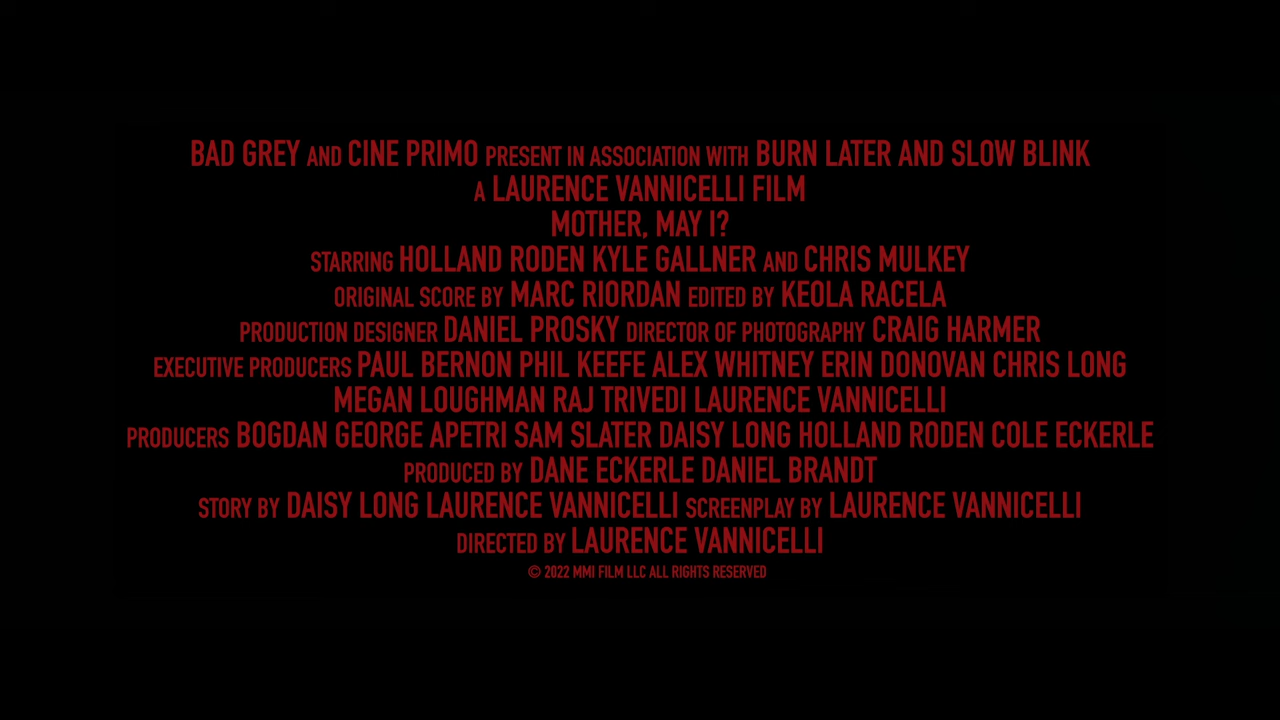 BAD GREY AND CINE PRIMO PRESENT IN ASSOCIATION WITH BURN LATER AND SLOW BLINK
A LAURENCE VANNICELLI FILM
MOTHER, MAY I?
STARRING HOLLAND RODEN KYLE GALLNER AND CHRIS MULKEY
ORIGINAL SCORE BY MARC RIORDAN EDITED BY KEOLA RACELA
PRODUCTION DESIGNER DANIEL PROSKY DIRECTOR OF PHOTOGRAPHY CRAIG HARMER
EXECUTIVE PRODUCERS PAUL BERNON PHIL KEEFE ALEX WHITNEY ERIN DONOVAN CHRIS LONG
MEGAN LOUGHMAN RAJ TRIVEDI LAURENCE VANNICELLI
PRODUCERS BOGDAN GEORGE APETRI SAM SLATER DAISY LONG HOLLAND RODEN COLE ECKERLE
PRODUCED BY DANE ECKERLE DANIEL BRANDT
STORY BY DAISY LONG LAURENCE VANNICELLI SCREENPLAY BY LAURENCE VANNICELLI
DIRECTED BY LAURENCE VANNICELLI
© 2022 MMI FILM LLC ALL RIGHTS RESERVED